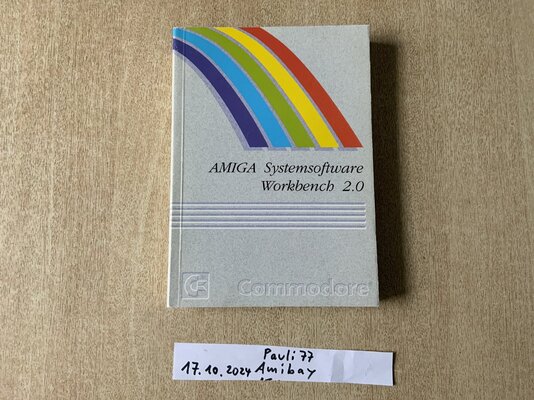 AMIGA Systemsoftware
Workbench 2.0
Commodore
Pauli77
17.10.2024 Amibay